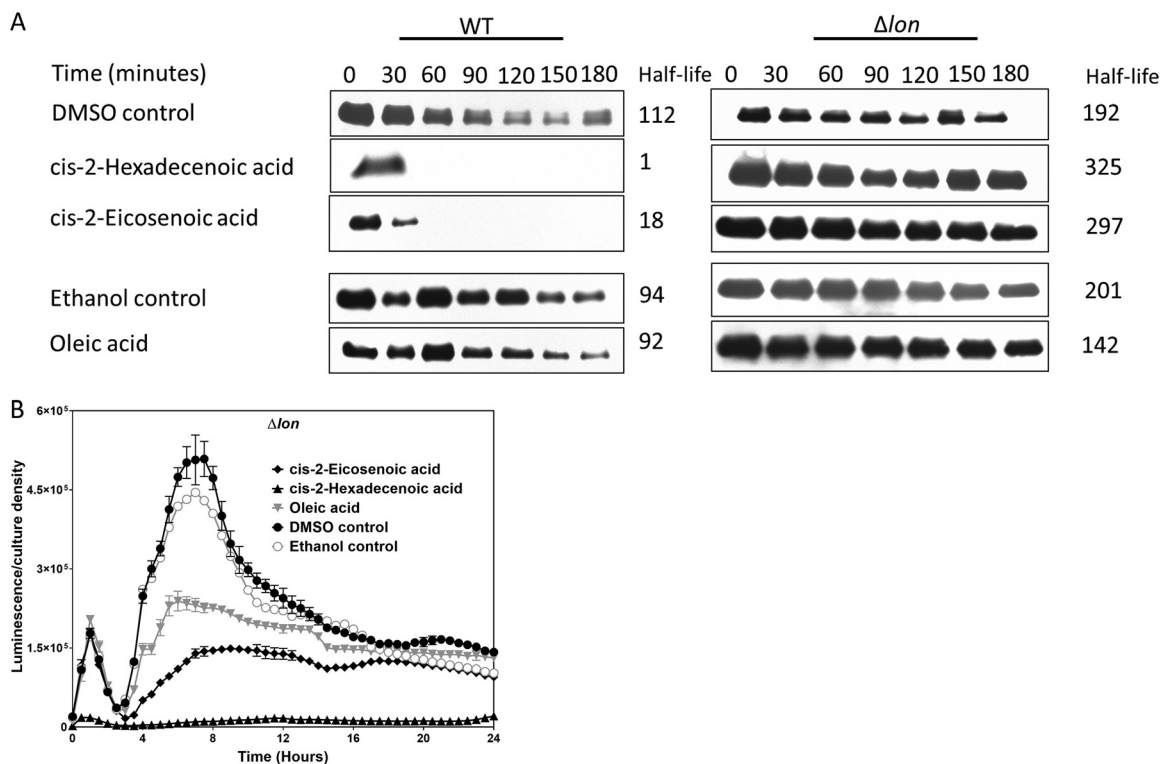 A
WT
Δlon
Time (minutes) 0 30 60 90 120 150 180 Half-life 0 30 60 90 120 150 180 Half-life
DMSO control 112 192
cis-2-Hexadecenoic acid 1 325
cis-2-Eicosenoic acid 18 297
Ethanol control 94 201
Oleic acid 92 142
B
Δlon
cis-2-Eicosenoic acid
cis-2-Hexadecenoic acid
Oleic acid
DMSO control
Ethanol control
Luminescence/culture density
6×10⁵
4.5×10⁵
3×10⁵
1.5×10⁵
0
0 4 8 12 16 20 24
Time (Hours)